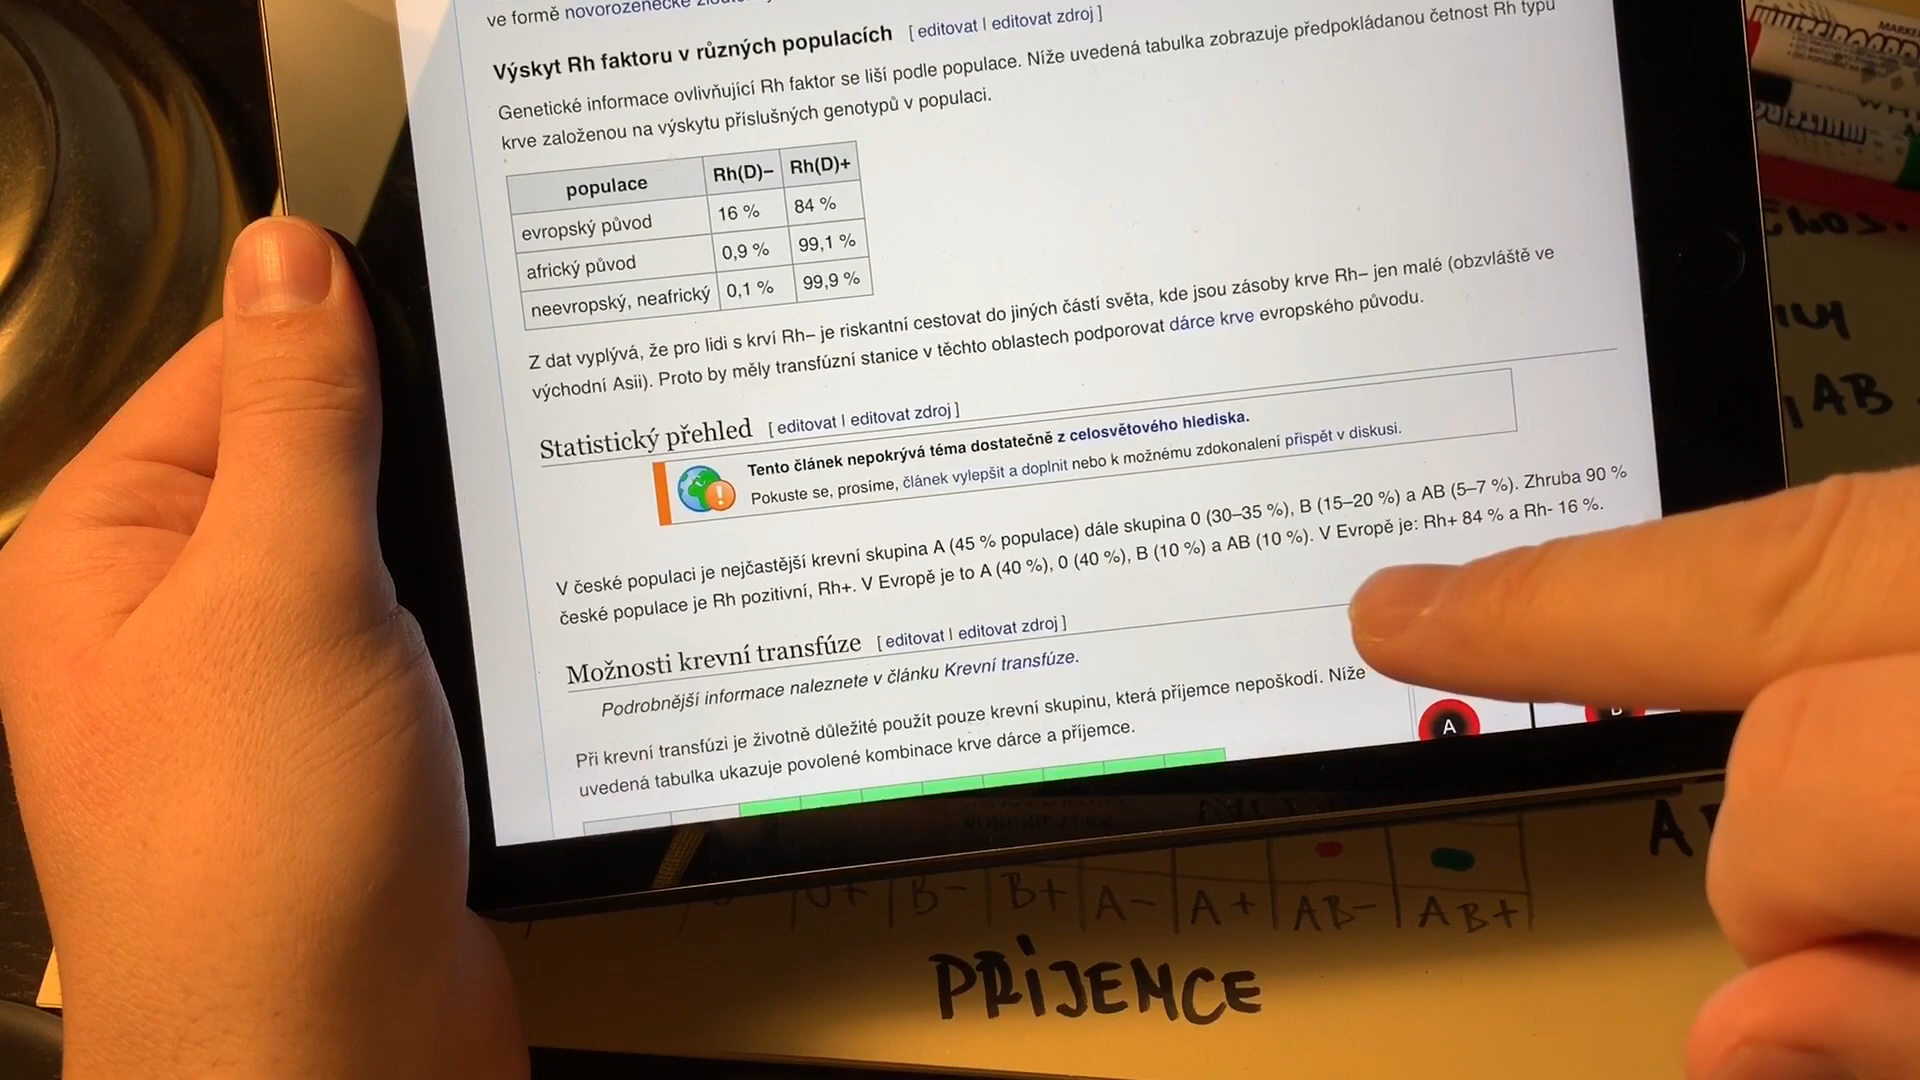 ve formě novorozenecké
Výskyt Rh faktoru v různých populacích [ editovat | editovat zdroj ]
Genetické informace ovlivňující Rh faktor se liší podle populace. Níže uvedená tabulka zobrazuje předpokládanou četnost Rh typu
krve založenou na výskytu příslušných genotypů v populaci.
populace Rh(D)– Rh(D)+
evropský původ 16 % 84 %
africký původ 0,9 % 99,1 %
neevropský, neafrický 0,1 % 99,9 %
Z dat vyplývá, že pro lidi s krví Rh– je riskantní cestovat do jiných částí světa, kde jsou zásoby krve Rh– jen malé (obzvláště ve
východní Asii). Proto by měly transfúzní stanice v těchto oblastech podporovat dárce krve evropského původu.
Statistický přehled [ editovat | editovat zdroj ]
Tento článek nepokrývá téma dostatečně z celosvětového hlediska.
Pokuste se, prosíme, článek vylepšit a doplnit nebo k možnému zdokonalení přispět v diskusi.
V české populaci je nejčastější krevní skupina A (45 % populace) dále skupina 0 (30–35 %), B (15–20 %) a AB (5–7 %). Zhruba 90 %
české populace je Rh pozitivní, Rh+. V Evropě je to A (40 %), 0 (40 %), B (10 %) a AB (10 %). V Evropě je: Rh+ 84 % a Rh- 16 %.
Možnosti krevní transfúze [ editovat | editovat zdroj ]
Podrobnější informace naleznete v článku Krevní transfúze.
Při krevní transfúzi je životně důležité použít pouze krevní skupinu, která příjemce nepoškodí. Níže
uvedená tabulka ukazuje povolené kombinace krve dárce a příjemce.
A
AB
0+ B- B+ A- A+ AB- AB+
PŘÍJEMCE